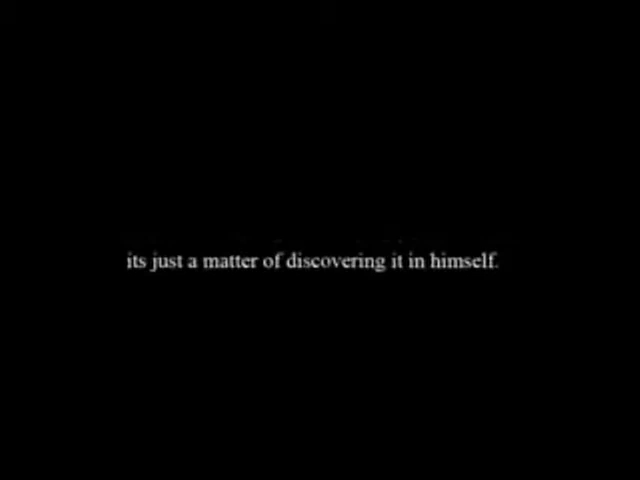 its just a matter of discovering it in himself.